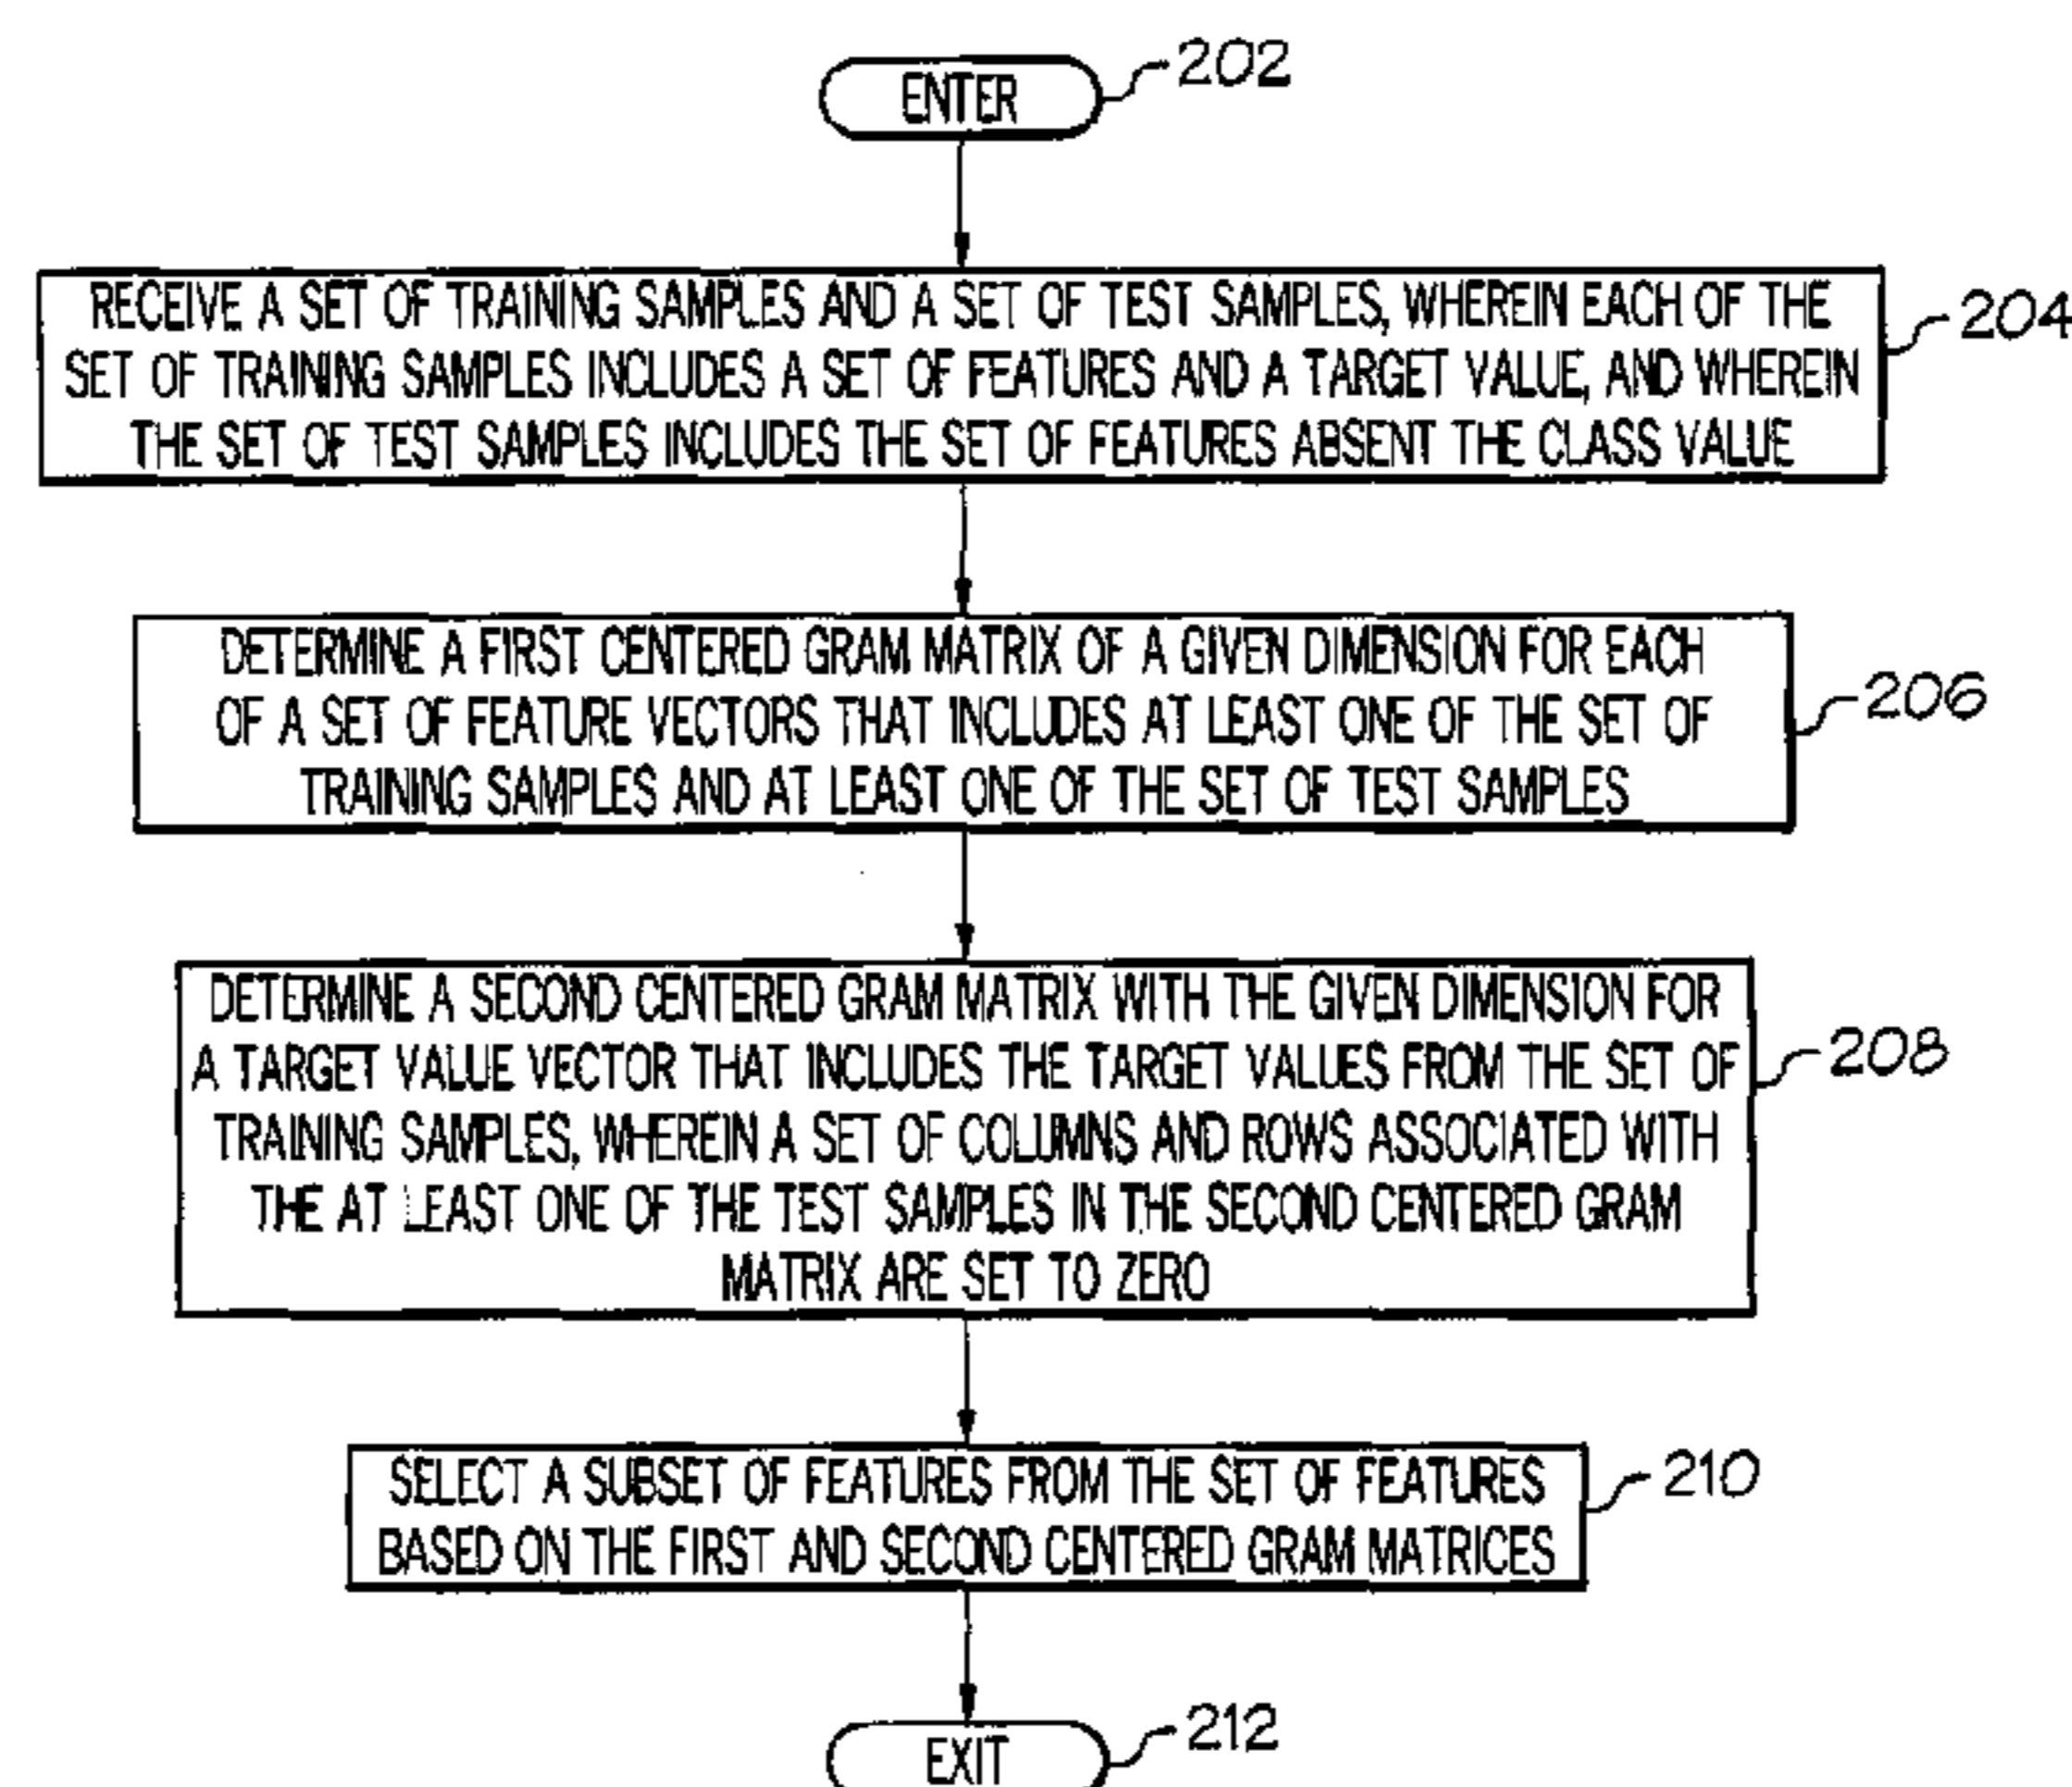 ENTER
202
RECEIVE A SET OF TRAINING SAMPLES AND A SET OF TEST SAMPLES, WHEREIN EACH OF THE
SET OF TRAINING SAMPLES INCLUDES A SET OF FEATURES AND A TARGET VALUE, AND WHEREIN
THE SET OF TEST SAMPLES INCLUDES THE SET OF FEATURES ABSENT THE CLASS VALUE
204
DETERMINE A FIRST CENTERED GRAM MATRIX OF A GIVEN DIMENSION FOR EACH
OF A SET OF FEATURE VECTORS THAT INCLUDES AT LEAST ONE OF THE SET OF
TRAINING SAMPLES AND AT LEAST ONE OF THE SET OF TEST SAMPLES
206
DETERMINE A SECOND CENTERED GRAM MATRIX WITH THE GIVEN DIMENSION FOR
A TARGET VALUE VECTOR THAT INCLUDES THE TARGET VALUES FROM THE SET OF
TRAINING SAMPLES, WHEREIN A SET OF COLUMNS AND ROWS ASSOCIATED WITH
THE AT LEAST ONE OF THE TEST SAMPLES IN THE SECOND CENTERED GRAM
MATRIX ARE SET TO ZERO
208
SELECT A SUBSET OF FEATURES FROM THE SET OF FEATURES
BASED ON THE FIRST AND SECOND CENTERED GRAM MATRICES
210
EXIT
212